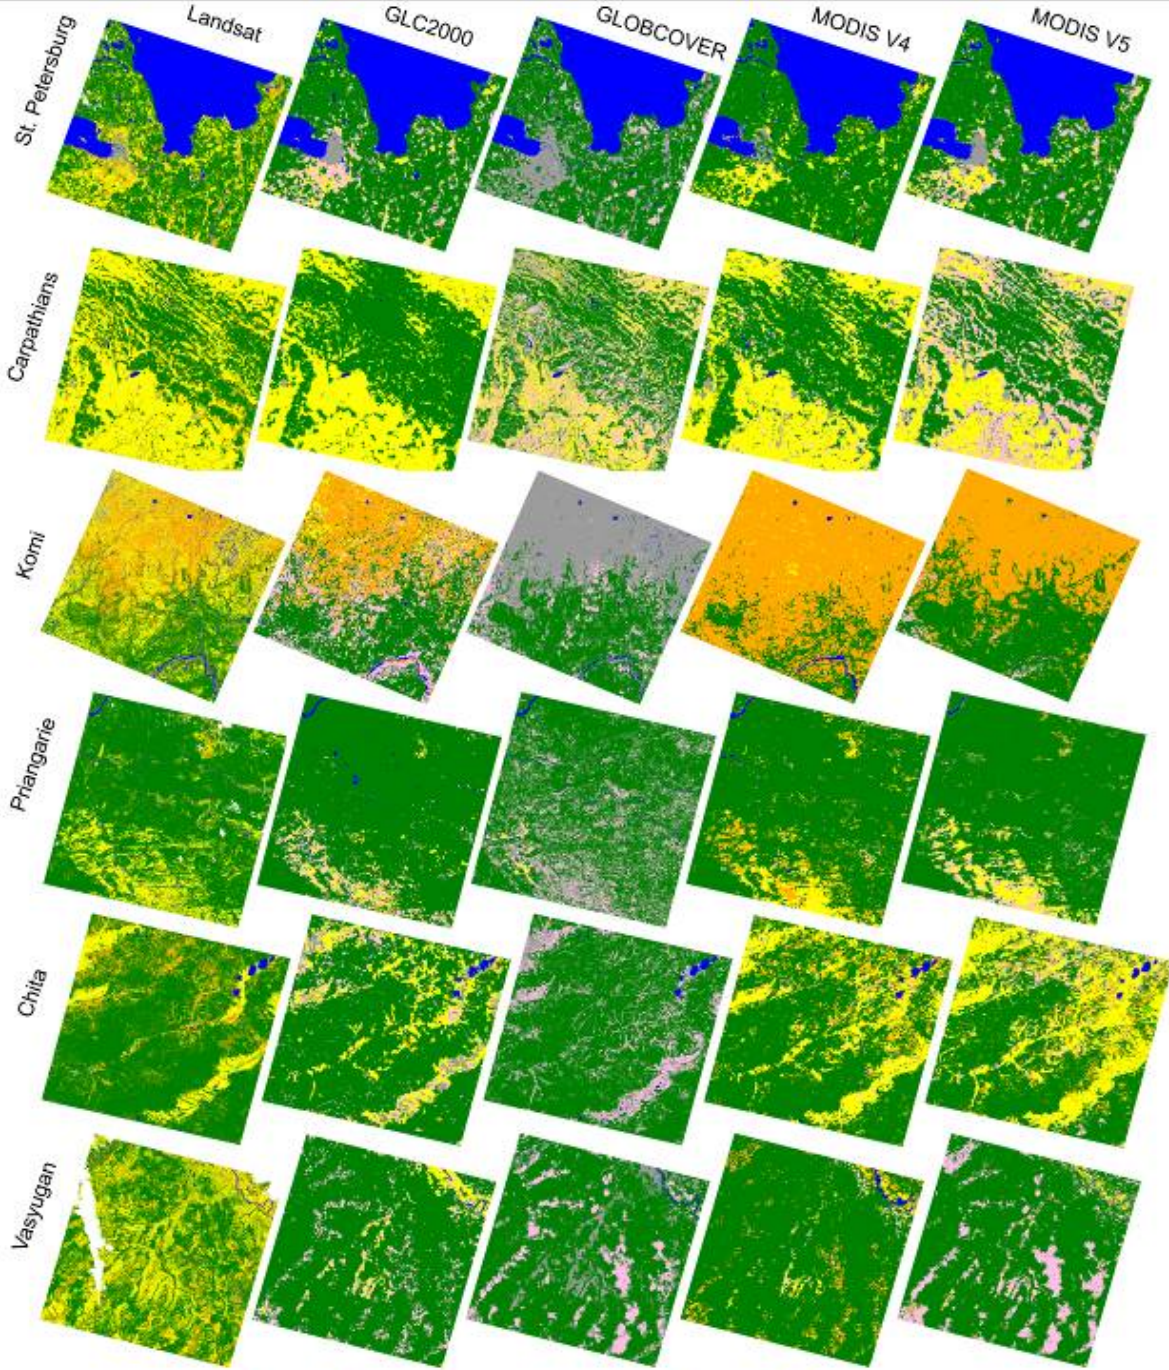 Landsat
GLC2000
GLOBCOVER
MODIS V4
MODIS V5
St. Petersburg
Carpathians
Komi
Priangarie
Chita
Vasyugan